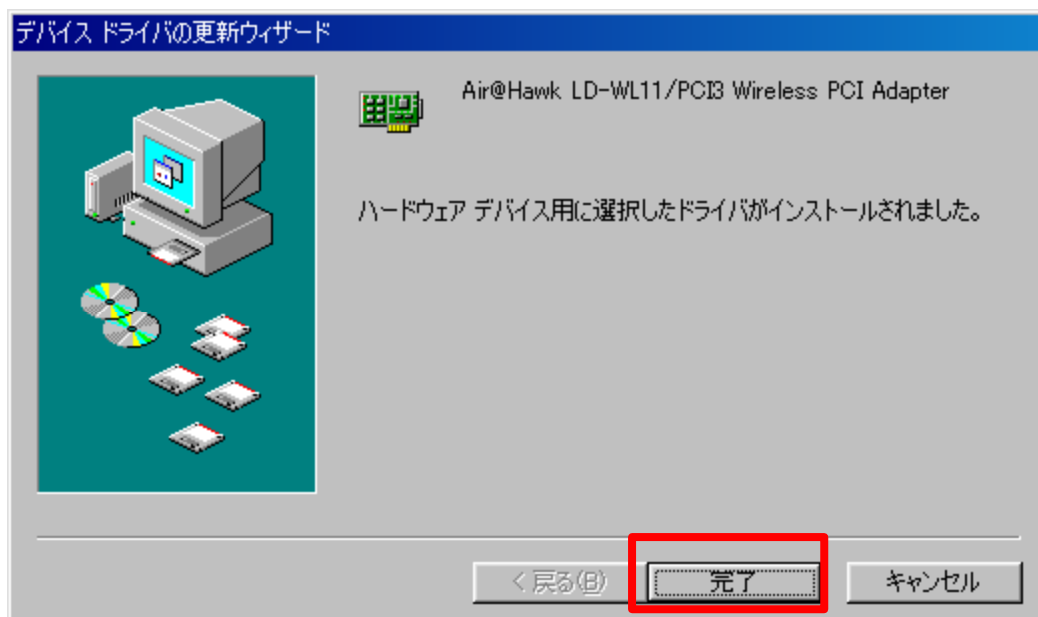 デバイス ドライバの更新ウィザード
Air@Hawk LD-WL11/PCI3 Wireless PCI Adapter
ハードウェア デバイス用に選択したドライバがインストールされました。
< 戻る(B)
完了
キャンセル